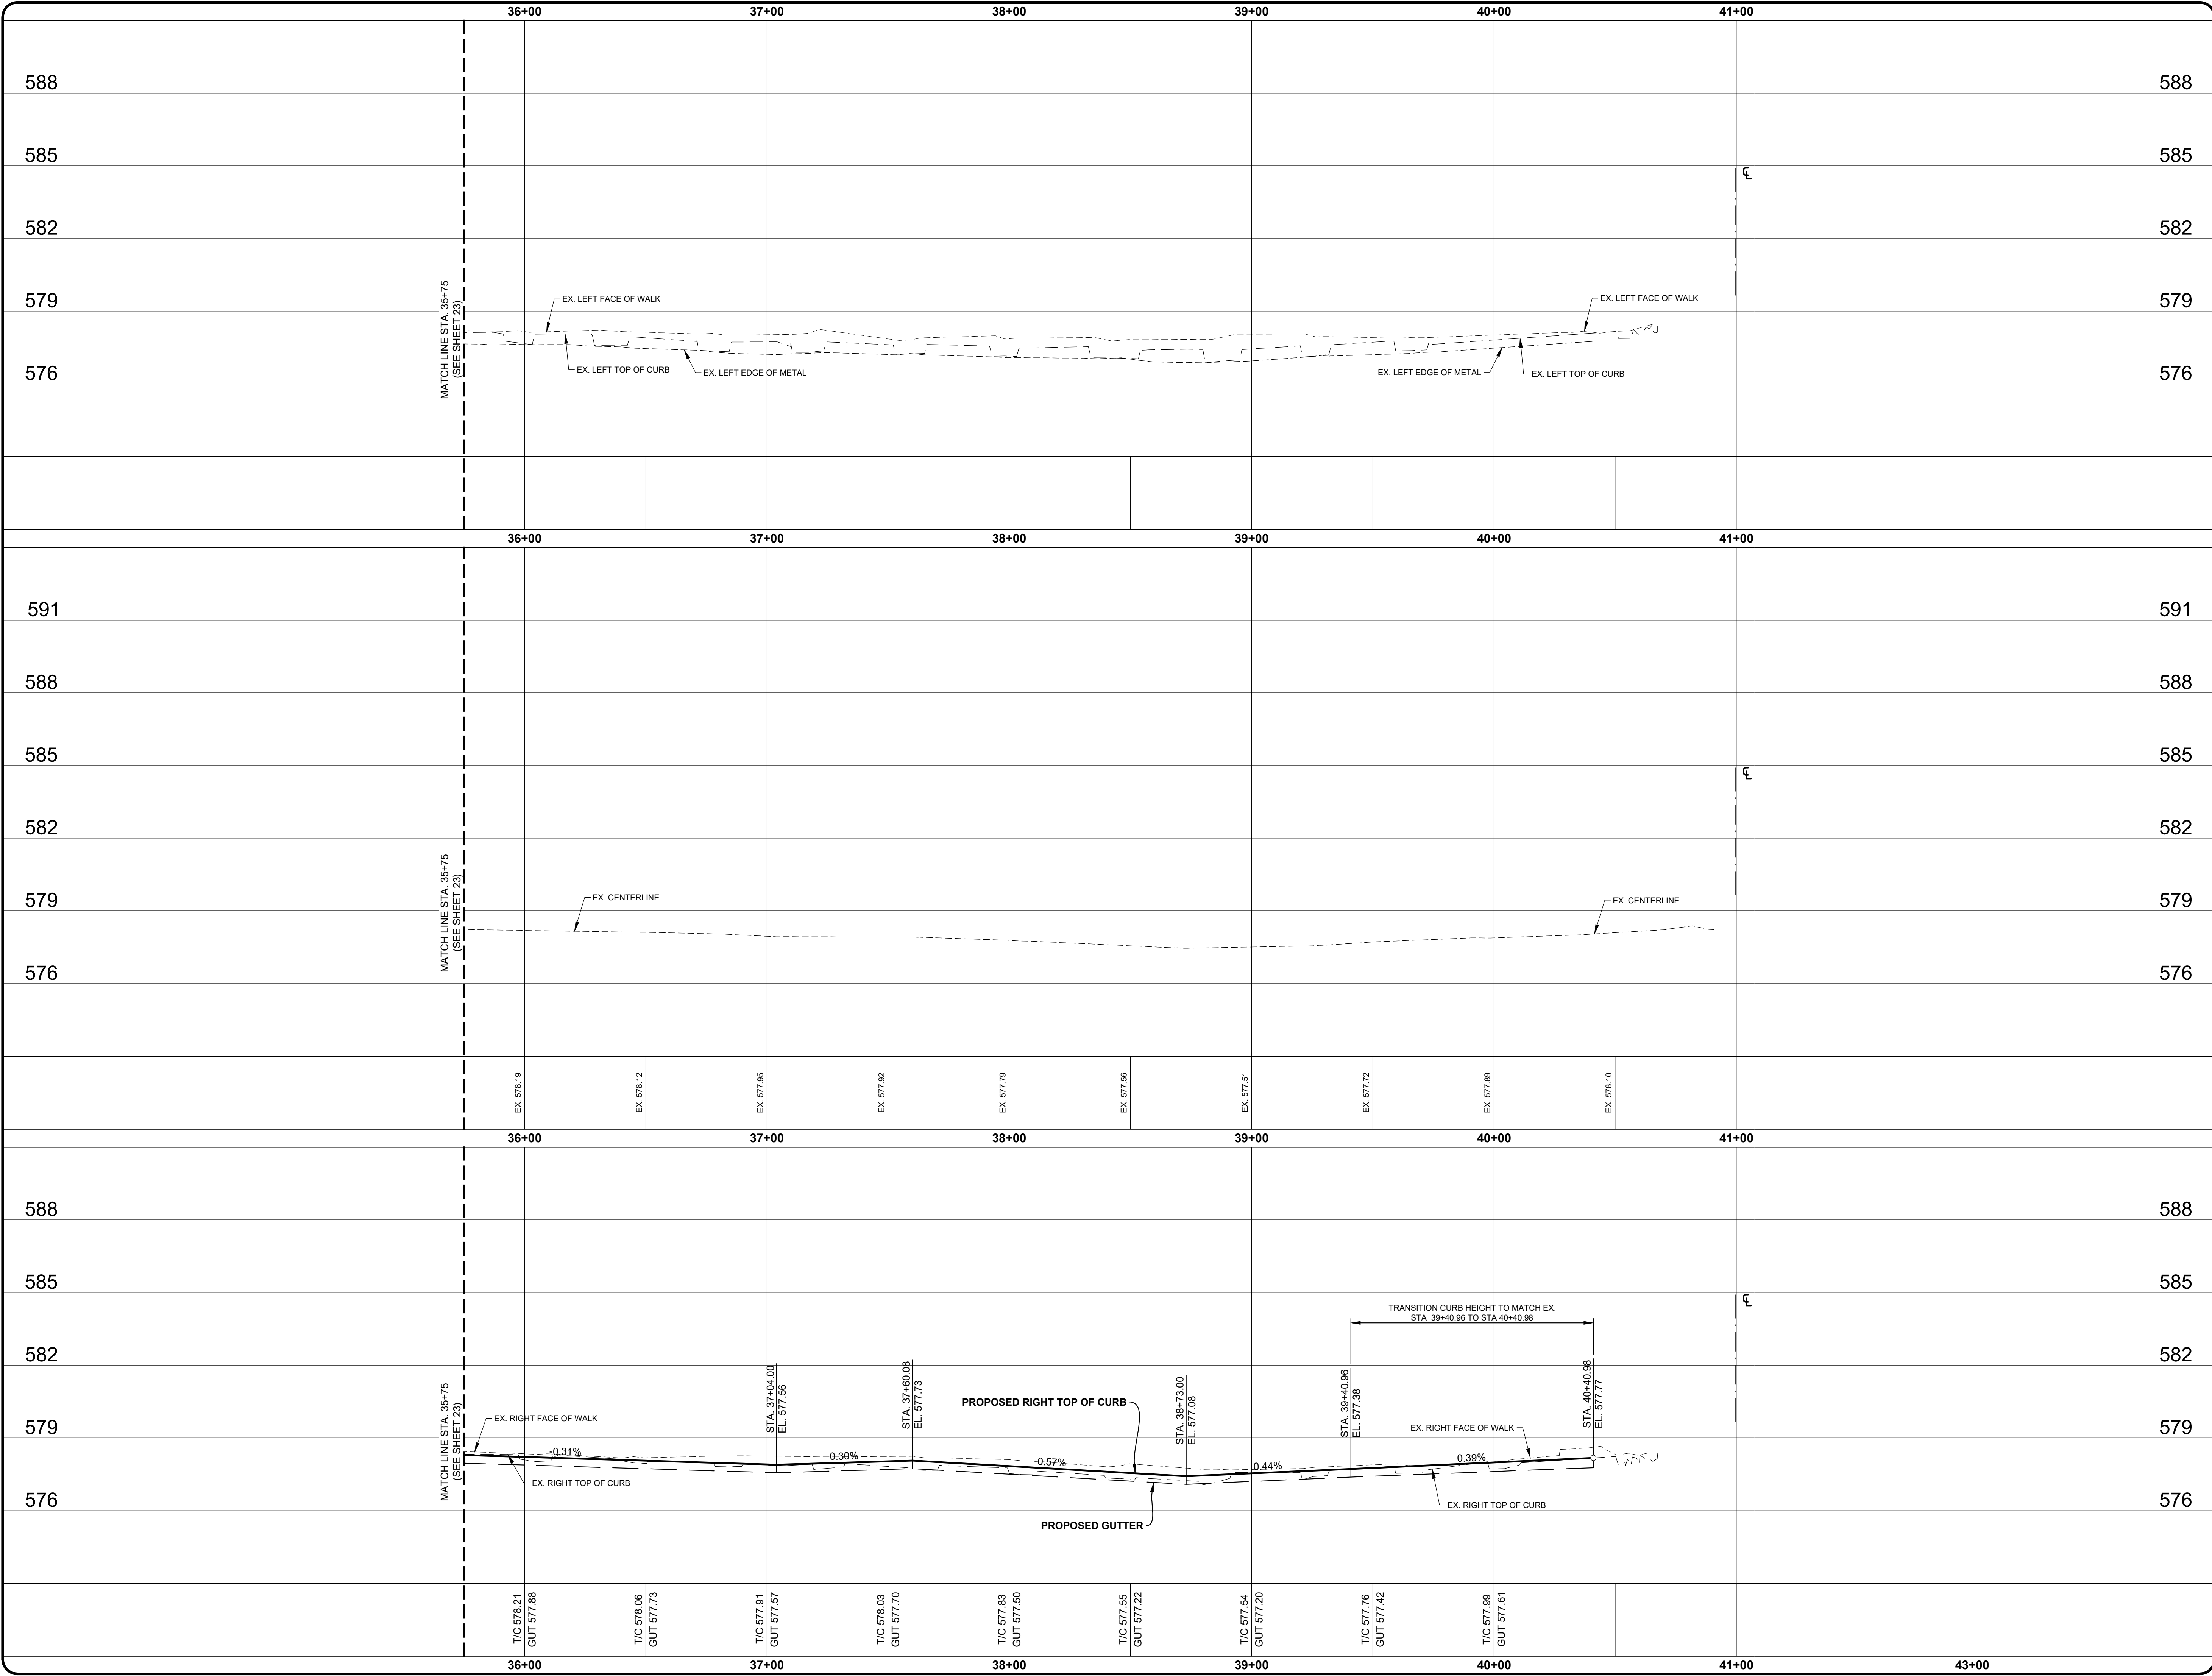 36+00 37+00 38+00 39+00 40+00 41+00
588 588
585 585
℄
582 582
579 579
MATCH LINE STA. 35+75
(SEE SHEET 23)
EX. LEFT FACE OF WALK
EX. LEFT FACE OF WALK
EX. LEFT TOP OF CURB
EX. LEFT EDGE OF METAL
EX. LEFT EDGE OF METAL
EX. LEFT TOP OF CURB
576 576
36+00 37+00 38+00 39+00 40+00 41+00
591 591
588 588
585 585
℄
582 582
MATCH LINE STA. 35+75
(SEE SHEET 23)
579 579
EX. CENTERLINE
EX. CENTERLINE
576 576
EX. 578.19
EX. 578.12
EX. 577.95
EX. 577.92
EX. 577.79
EX. 577.56
EX. 577.51
EX. 577.72
EX. 577.89
EX. 578.10
36+00 37+00 38+00 39+00 40+00 41+00
588 588
585 585
℄
TRANSITION CURB HEIGHT TO MATCH EX.
STA 39+40.96 TO STA 40+40.98
582 582
MATCH LINE STA. 35+75
(SEE SHEET 23)
STA. 37+04.00
EL. 577.56
STA. 37+60.08
EL. 577.73
PROPOSED RIGHT TOP OF CURB
STA. 38+73.00
EL. 577.08
STA. 39+40.96
EL. 577.38
STA. 40+40.98
EL. 577.77
579 579
EX. RIGHT FACE OF WALK
EX. RIGHT FACE OF WALK
-0.31%
0.30%
-0.57%
0.44%
0.39%
EX. RIGHT TOP OF CURB
EX. RIGHT TOP OF CURB
576 576
PROPOSED GUTTER
T/C 578.21
GUT 577.88
T/C 578.06
GUT 577.73
T/C 577.91
GUT 577.57
T/C 578.03
GUT 577.70
T/C 577.83
GUT 577.50
T/C 577.55
GUT 577.22
T/C 577.54
GUT 577.20
T/C 577.76
GUT 577.42
T/C 577.99
GUT 577.61
36+00 37+00 38+00 39+00 40+00 41+00 43+00